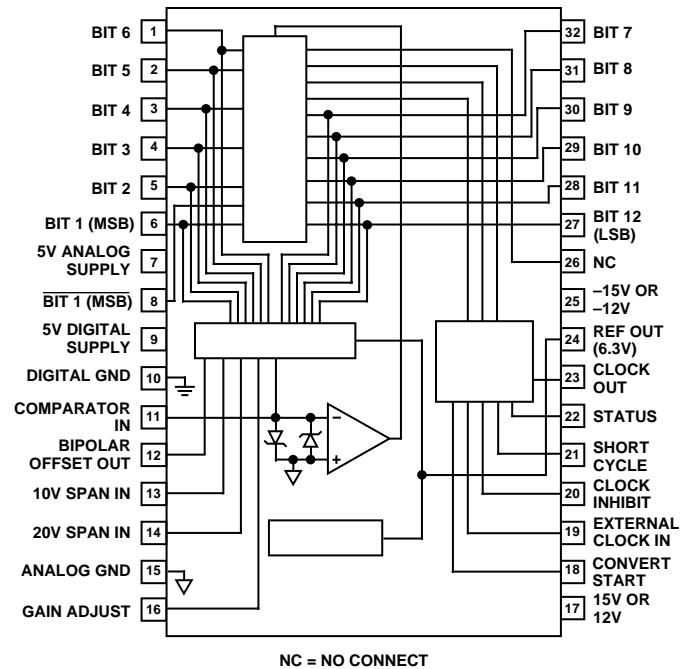 BIT 6 1
BIT 5 2
BIT 4 3
BIT 3 4
BIT 2 5
BIT 1 (MSB) 6
5V ANALOG
SUPPLY 7
BIT 1 (MSB) 8
5V DIGITAL
SUPPLY 9
DIGITAL GND 10
COMPARATOR
IN 11
BIPOLAR
OFFSET OUT 12
10V SPAN IN 13
20V SPAN IN 14
ANALOG GND 15
GAIN ADJUST 16
– 
+
32 BIT 7
31 BIT 8
30 BIT 9
29 BIT 10
28 BIT 11
27 BIT 12
(LSB)
26 NC
25 –15V OR
–12V
24 REF OUT
(6.3V)
23 CLOCK
OUT
22 STATUS
21 SHORT
CYCLE
20 CLOCK
INHIBIT
19 EXTERNAL
CLOCK IN
18 CONVERT
START
17 15V OR
12V
NC = NO CONNECT